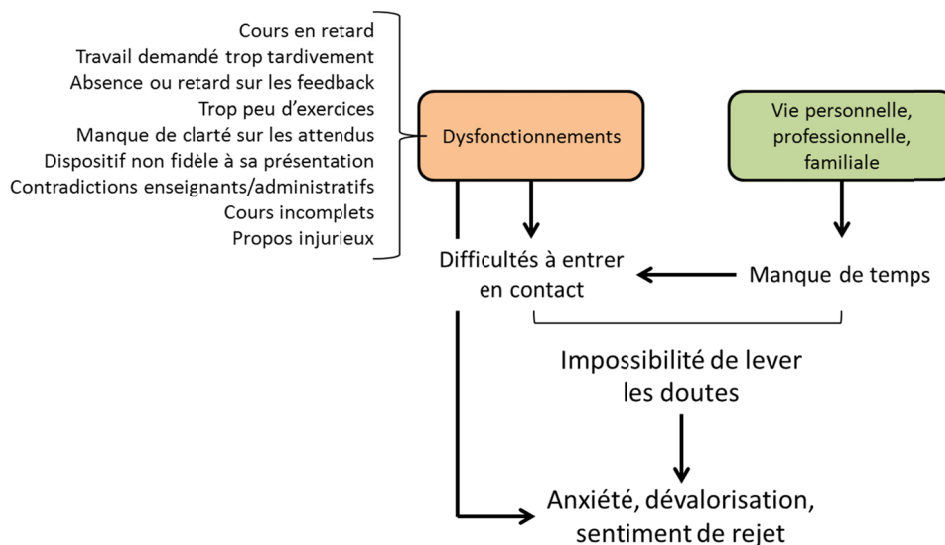 Cours en retard
Travail demandé trop tardivement
Absence ou retard sur les feedback
Trop peu d'exercices
Manque de clarté sur les attendus
Dispositif non fidèle à sa présentation
Contradictions enseignants/administratifs
Cours incomplets
Propos injurieux
Dysfonctionnements
Vie personnelle,
professionnelle,
familiale
Difficultés à entrer
en contact
Manque de temps
Impossibilité de lever
les doutes
Anxiété, dévalorisation,
sentiment de rejet